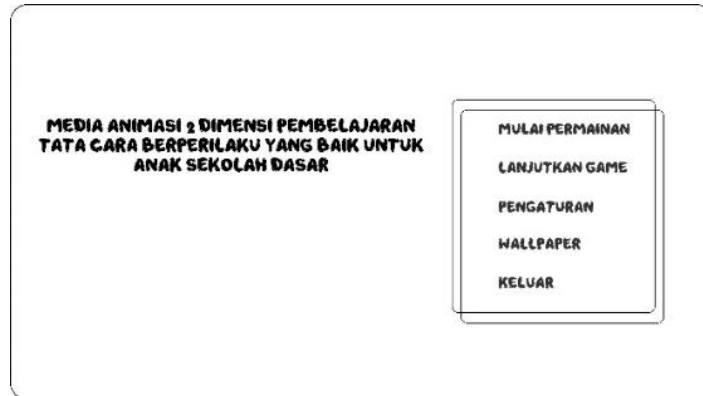 MEDIA ANIMASI 2 DIMENSI PEMBELAJARAN
TATA CARA BERPERILAKU YANG BAIK UNTUK
ANAK SEKOLAH DASAR
MULAI PERMAINAN
LANJUTKAN GAME
PENGATURAN
WALLPAPER
KELUAR